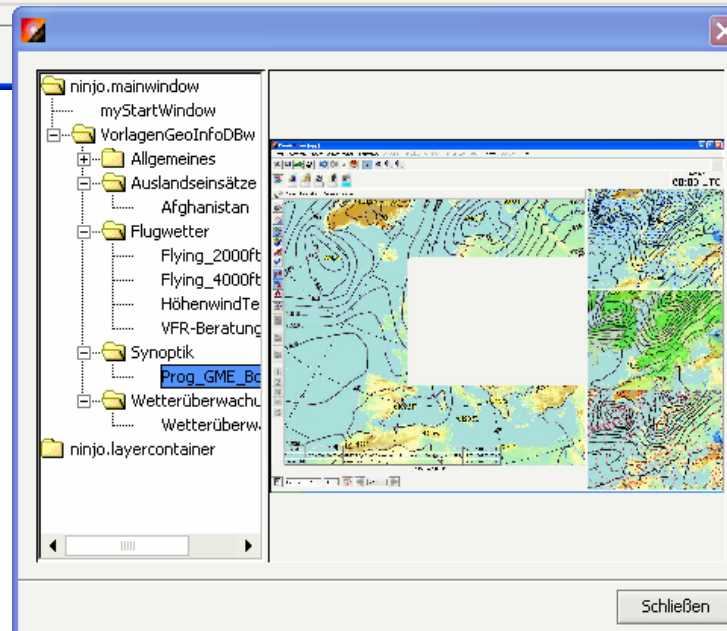 ninjo.mainwindow
myStartWindow
VorlagenGeoInfoDBw
Allgemeines
Auslandseinsätze
Afghanistan
Flugwetter
Flying_2000ft
Flying_4000ft
HöhenwindTe
VFR-Beratung
Synoptik
Prog_GME_Bo
Wetterüberwachu
Wetterüberw
ninjo.layercontainer
Schließen